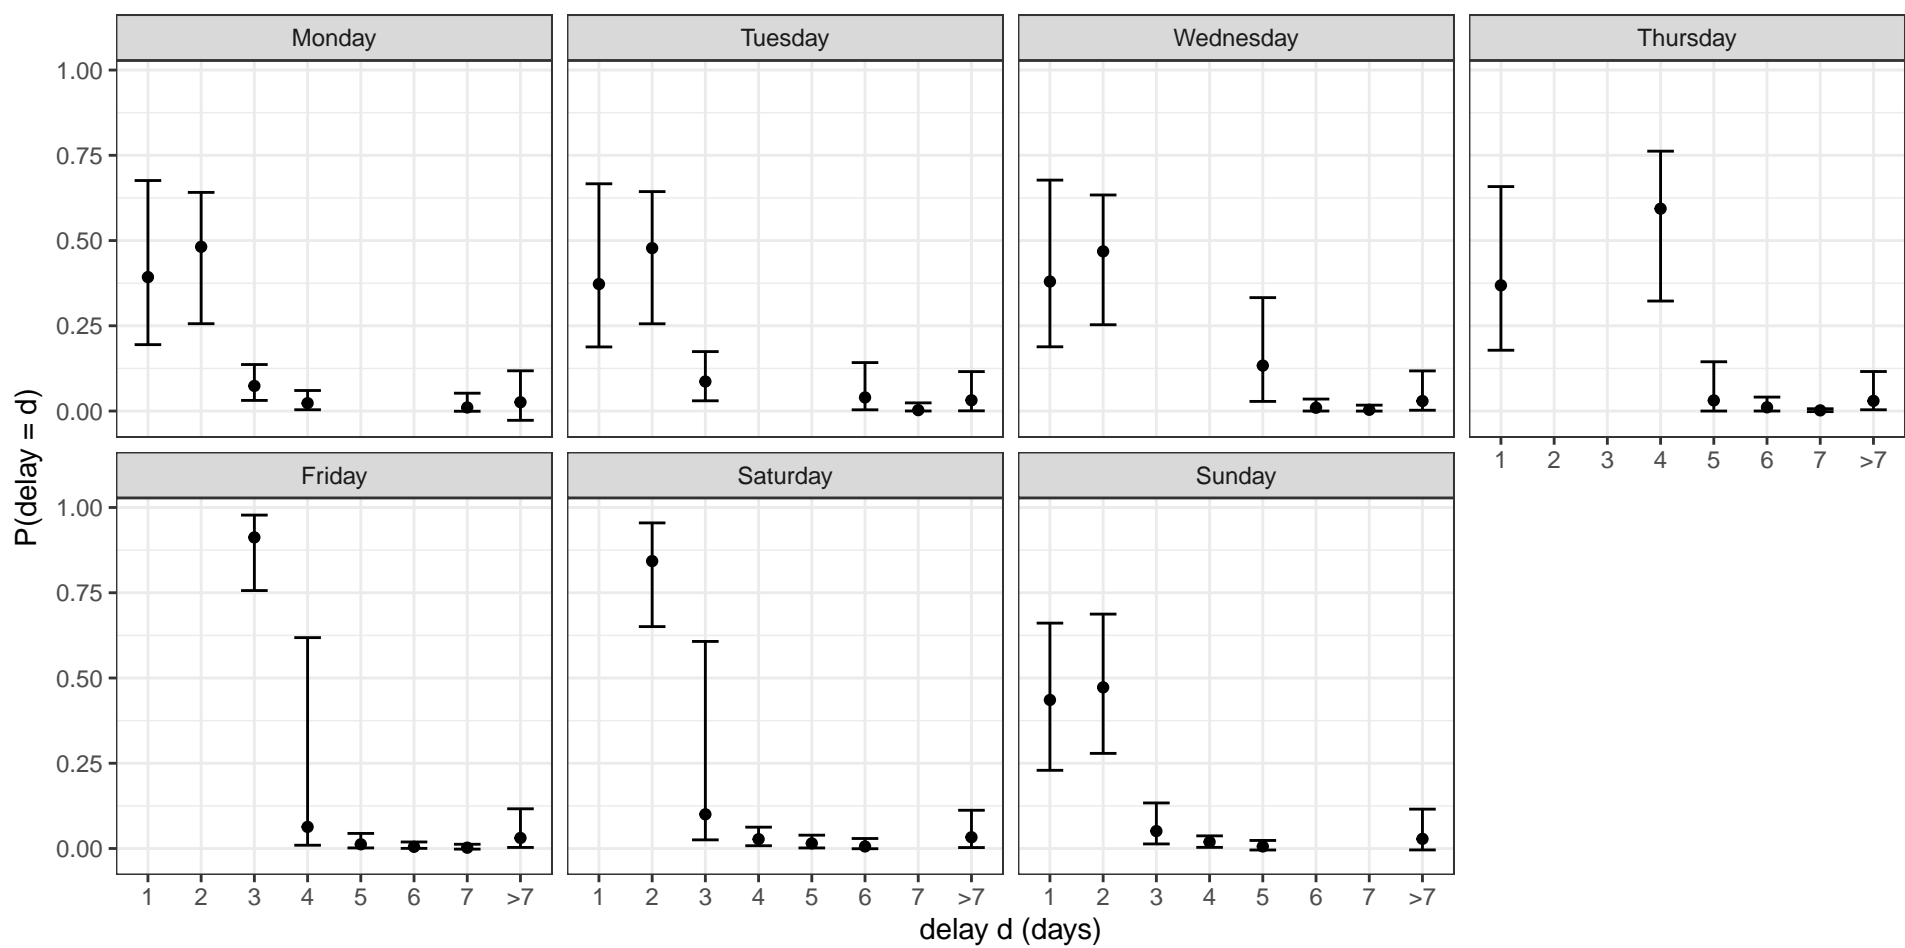 Monday Tuesday Wednesday Thursday
1.00
0.75
0.50
0.25
0.00
1 2 3 4 5 6 7 >7
P(delay = d)
Friday Saturday Sunday
1.00
0.75
0.50
0.25
0.00
1 2 3 4 5 6 7 >7 1 2 3 4 5 6 7 >7 1 2 3 4 5 6 7 >7
delay d (days)